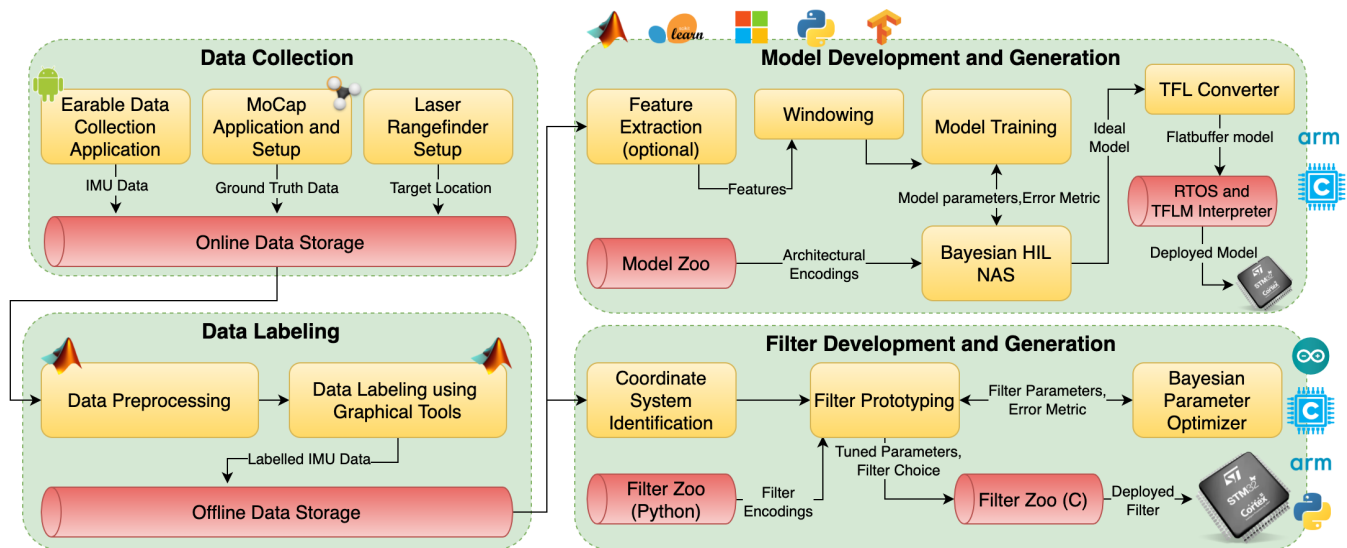 Data Collection
Earable Data
Collection
Application
MoCap
Application and
Setup
Laser
Rangefinder
Setup
IMU Data
Ground Truth Data
Target Location
Online Data Storage
Data Labeling
Data Preprocessing
Data Labeling using
Graphical Tools
Labelled IMU Data
Offline Data Storage
learn
Model Development and Generation
Feature
Extraction
(optional)
Windowing
Model Training
Features
Model parameters,Error Metric
Model Zoo
Architectural
Encodings
Bayesian HIL
NAS
Ideal
Model
TFL Converter
Flatbuffer model
RTOS and
TFLM Interpreter
Deployed Model
STM32
Cortex
arm
C
Filter Development and Generation
Coordinate
System
Identification
Filter Prototyping
Filter Parameters,
Error Metric
Bayesian
Parameter
Optimizer
Tuned Parameters,
Filter Choice
Filter Zoo
(Python)
Filter
Encodings
Filter Zoo (C)
Deployed
Filter
STM32
Cortex
C
arm